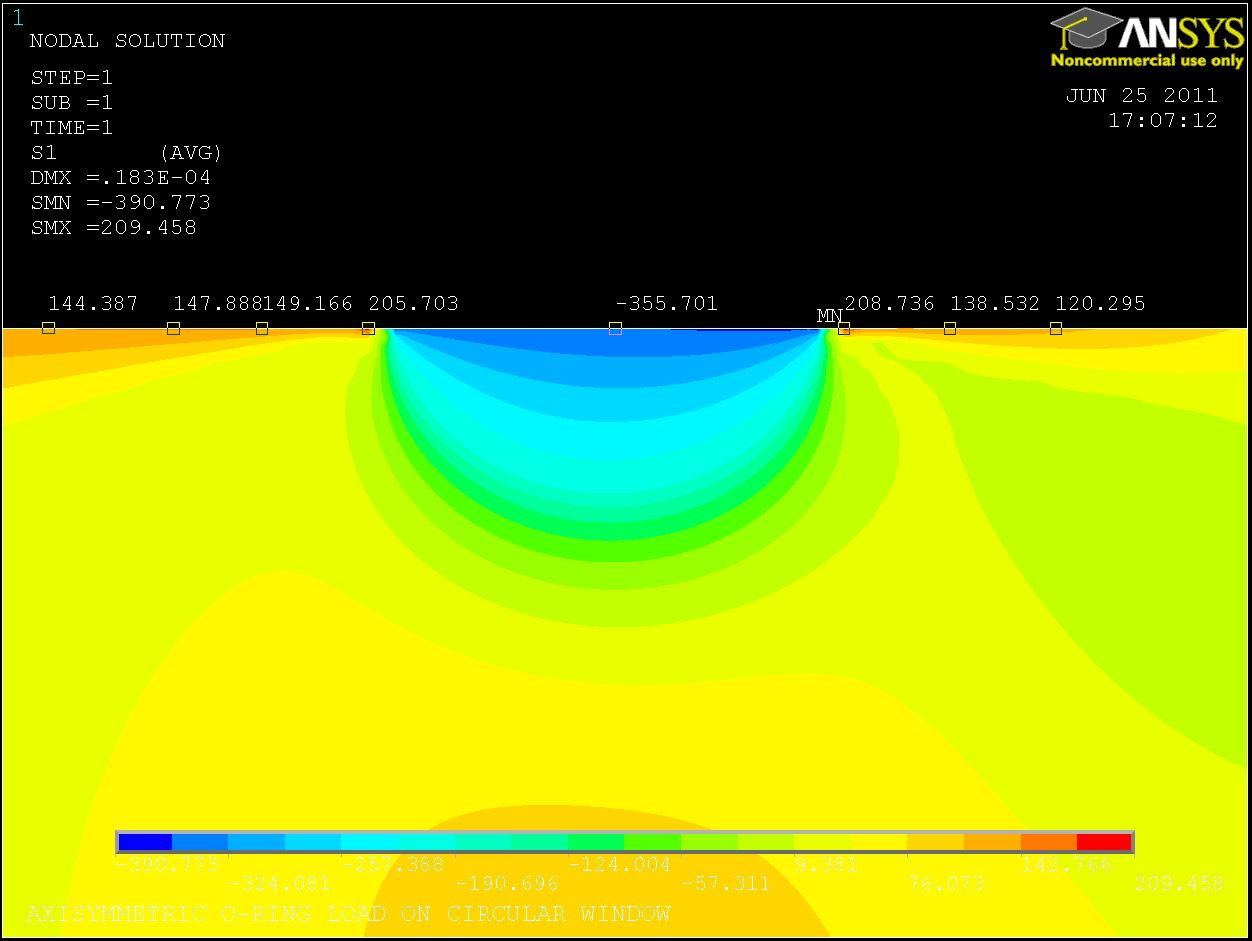 1
NODAL SOLUTION
ANSYS
Noncommercial use only
STEP=1
SUB =1
TIME=1
S1 (AVG)
DMX =.183E-04
SMN =-390.773
SMX =209.458
JUN 25 2011
17:07:12
144.387 147.888 149.166 205.703 -355.701 208.736 138.532 120.295
MN
-390.773 -257.388 -124.004 9.381 142.766
-324.081 -190.696 -57.311 76.073 209.458
AXISYMMETRIC O-RING LOAD ON CIRCULAR WINDOW